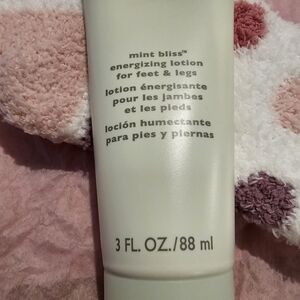 mint bliss™
energizing lotion
for feet & legs
lotion énergisante
pour les jambes
et les pieds
loción humectante
para pies y piernas
3 FL. OZ./88 ml